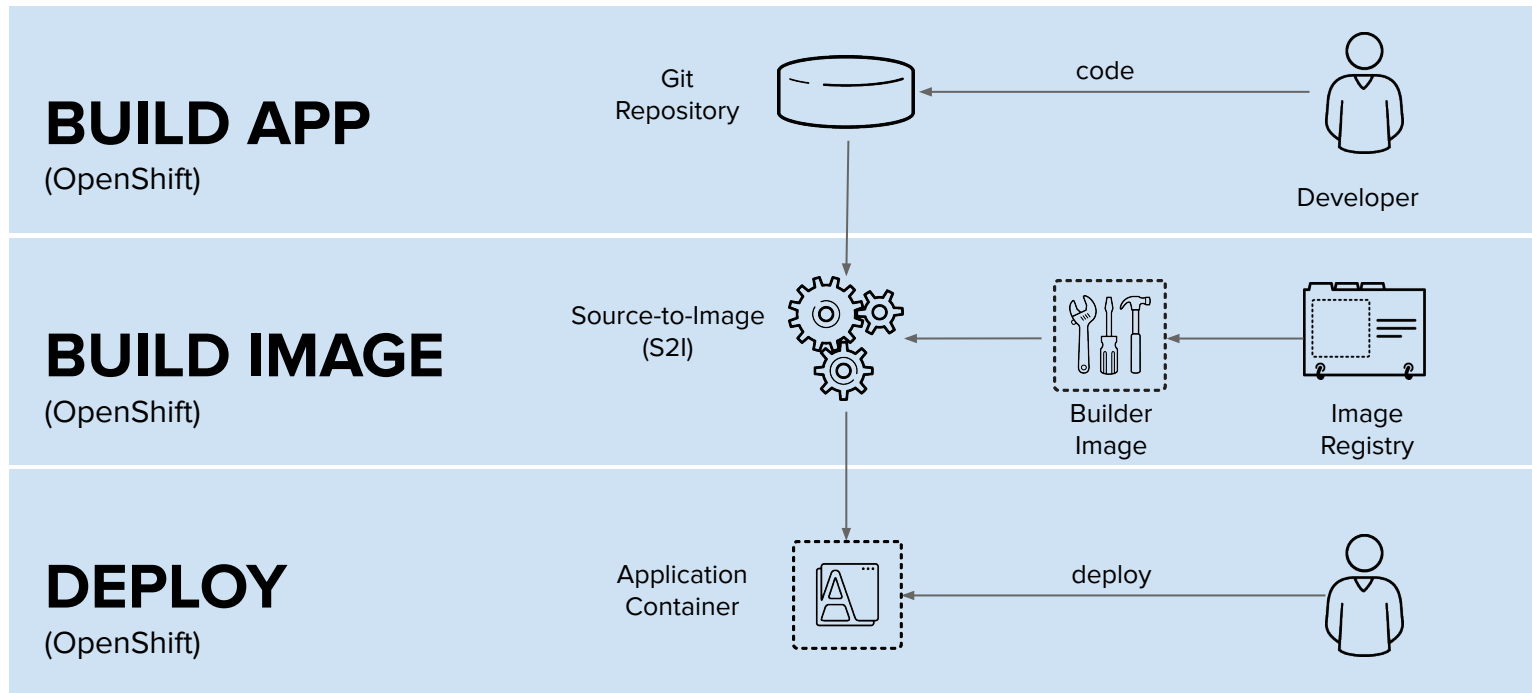 BUILD APP
(OpenShift)
Git
Repository
code
Developer
BUILD IMAGE
(OpenShift)
Source-to-Image
(S2I)
Builder
Image
Image
Registry
DEPLOY
(OpenShift)
Application
Container
deploy